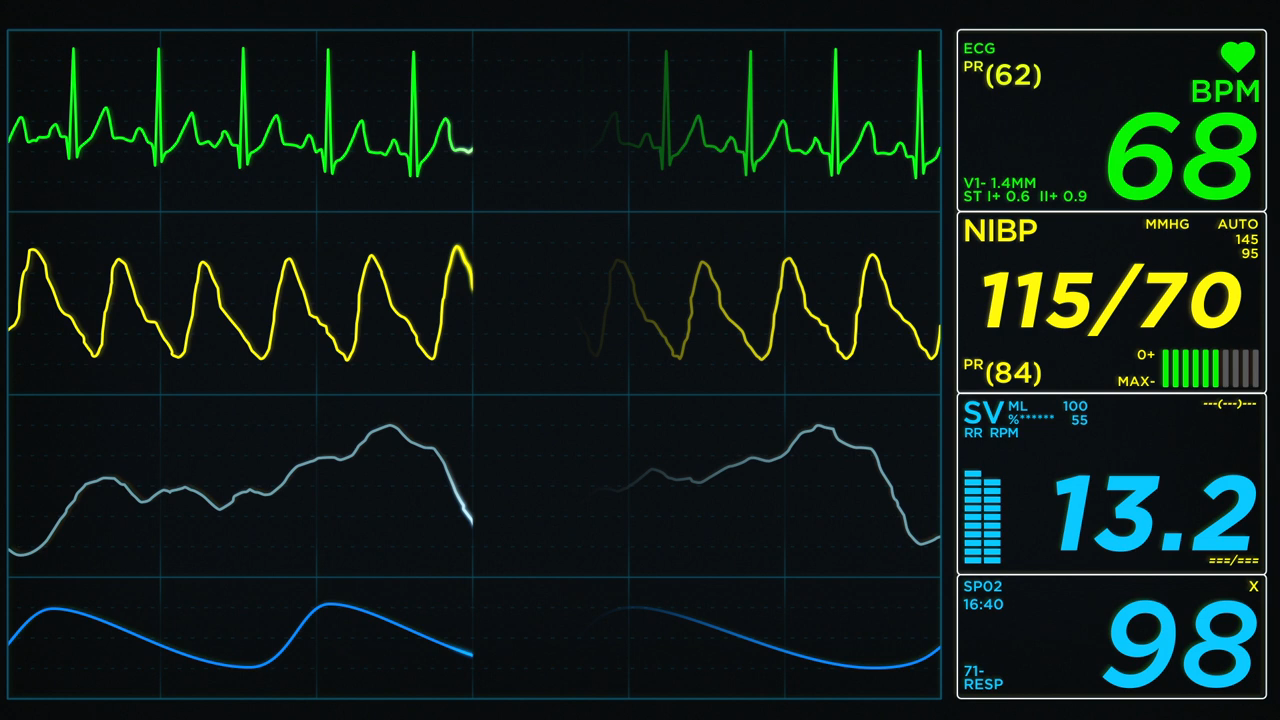 ECG
PR(62)
BPM
68
V1- 1.4MM
ST I+ 0.6 II+ 0.9
NIBP MMHG AUTO
145
95
115/70
PR(84)
0+
MAX-
SV ML 100
%****** 55
RR RPM
---(---)---
13.2
===/===
SP02 X
16:40
98
71-
RESP